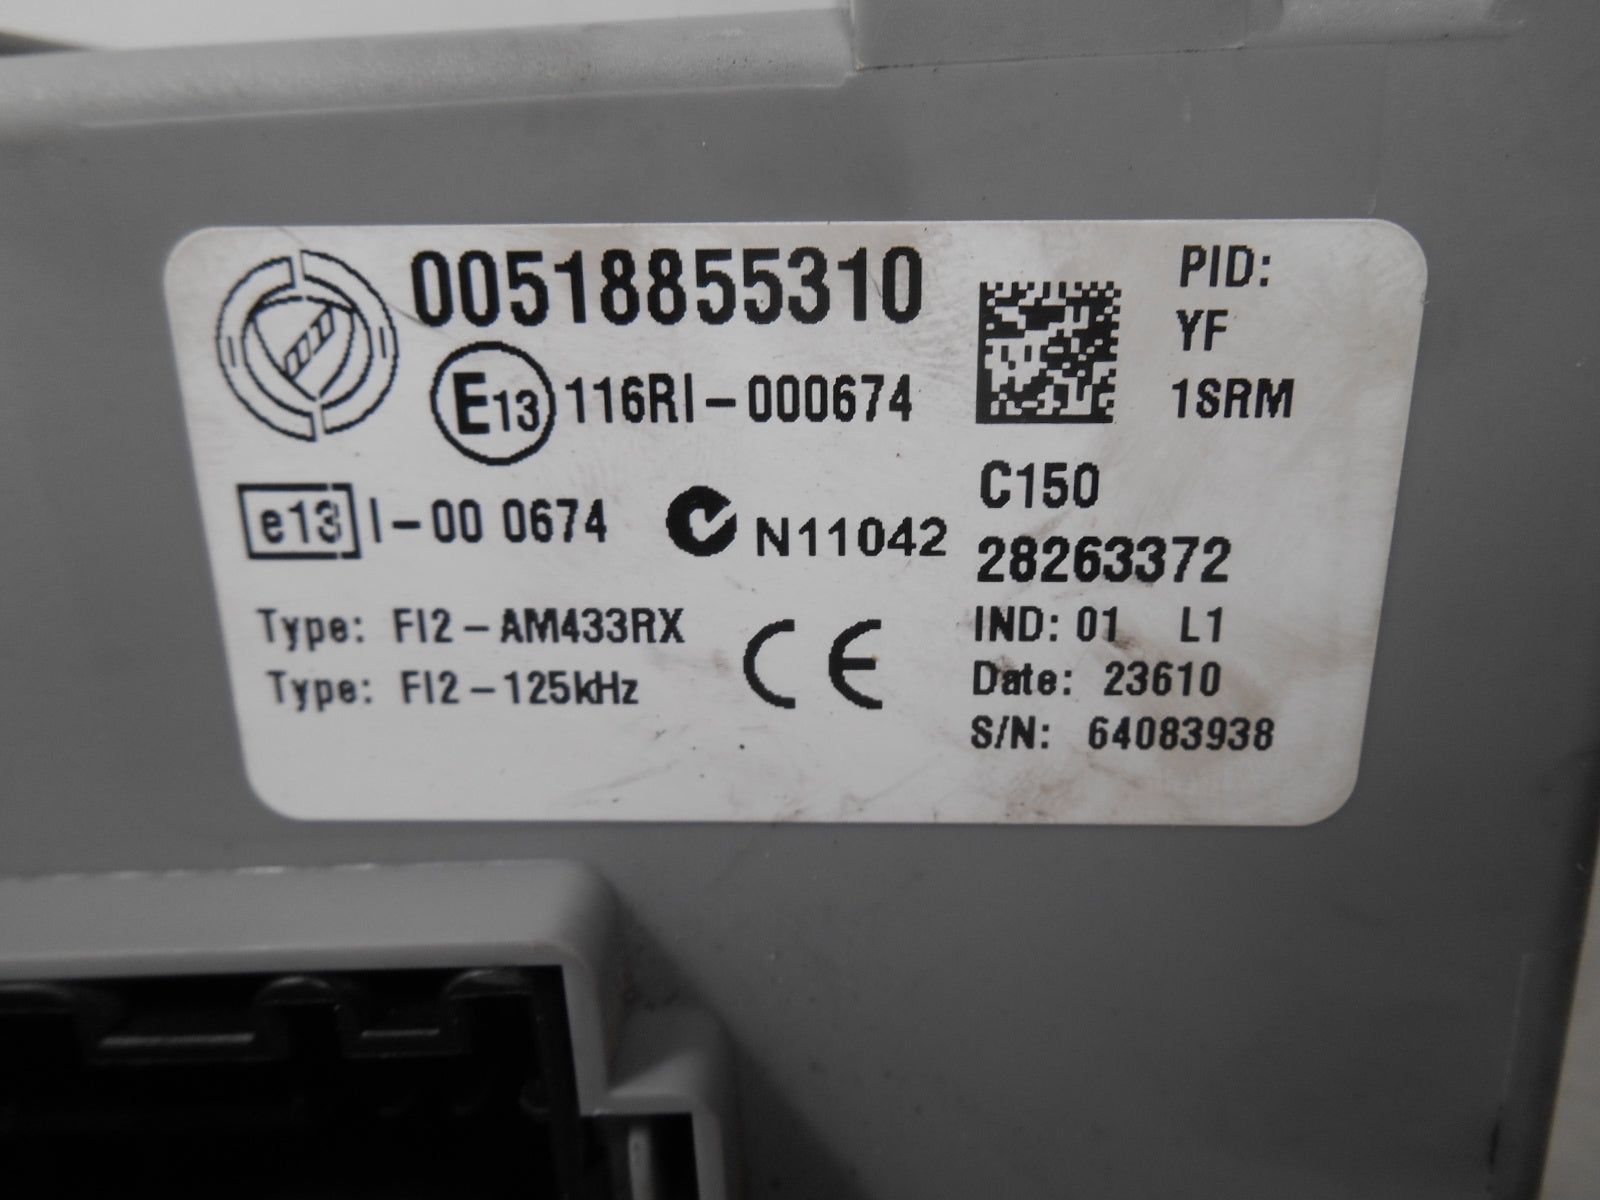 00518855310
E13 116RI-000674
e13 I-00 0674
N11042
Type: FI2-AM433RX
Type: FI2-125kHz
CE
PID:
YF
1SRM
C150
28263372
IND: 01 L1
Date: 23610
S/N: 64083938